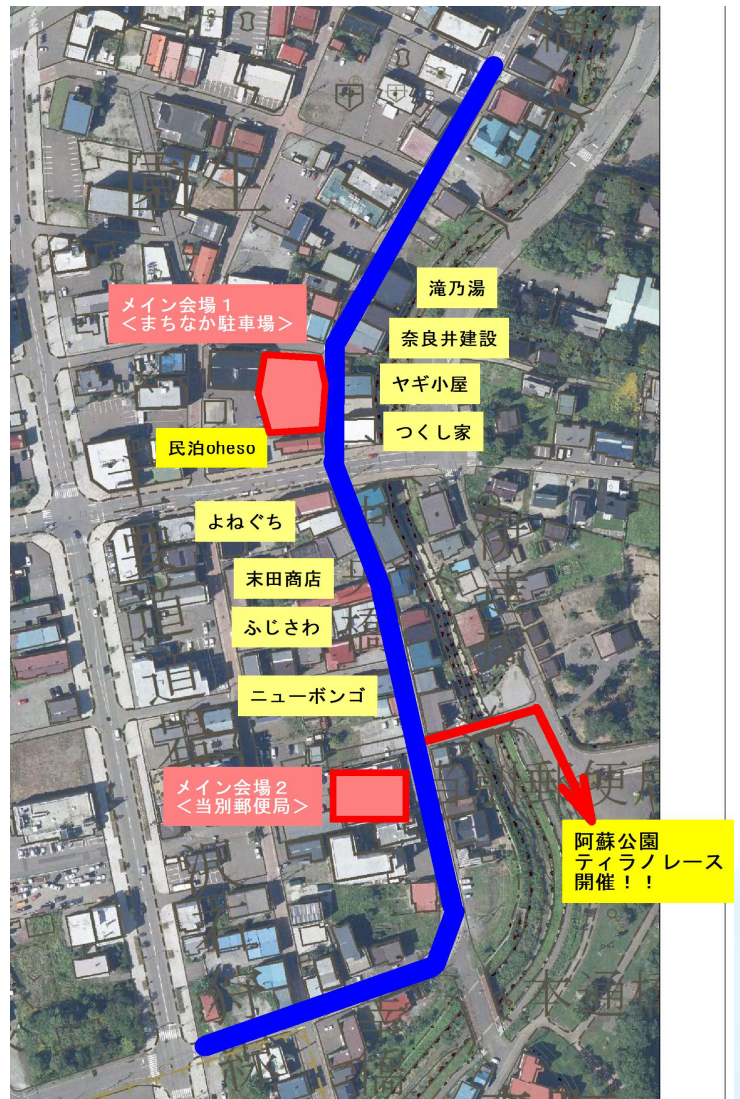 滝乃湯
メイン会場１
＜まちなか駐車場＞
奈良井建設
ヤギ小屋
つくし家
民泊oheso
よねぐち
末田商店
ふじさわ
ニューボンゴ
メイン会場２
＜当別郵便局＞
阿蘇公園
ティラノレース
開催！！